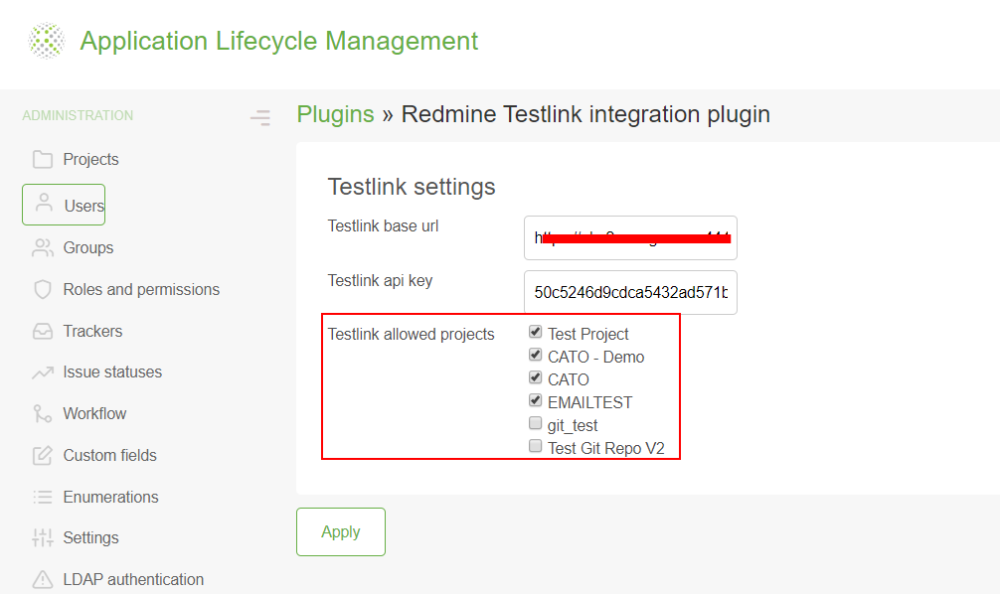 Application Lifecycle Management
ADMINISTRATION
Projects
Users
Groups
Roles and permissions
Trackers
Issue statuses
Workflow
Custom fields
Enumerations
Settings
LDAP authentication
Plugins » Redmine Testlink integration plugin
Testlink settings
Testlink base url
Testlink api key
50c5246d9cdca5432ad571b
Testlink allowed projects
Test Project
CATO - Demo
CATO
EMAILTEST
git_test
Test Git Repo V2
Apply